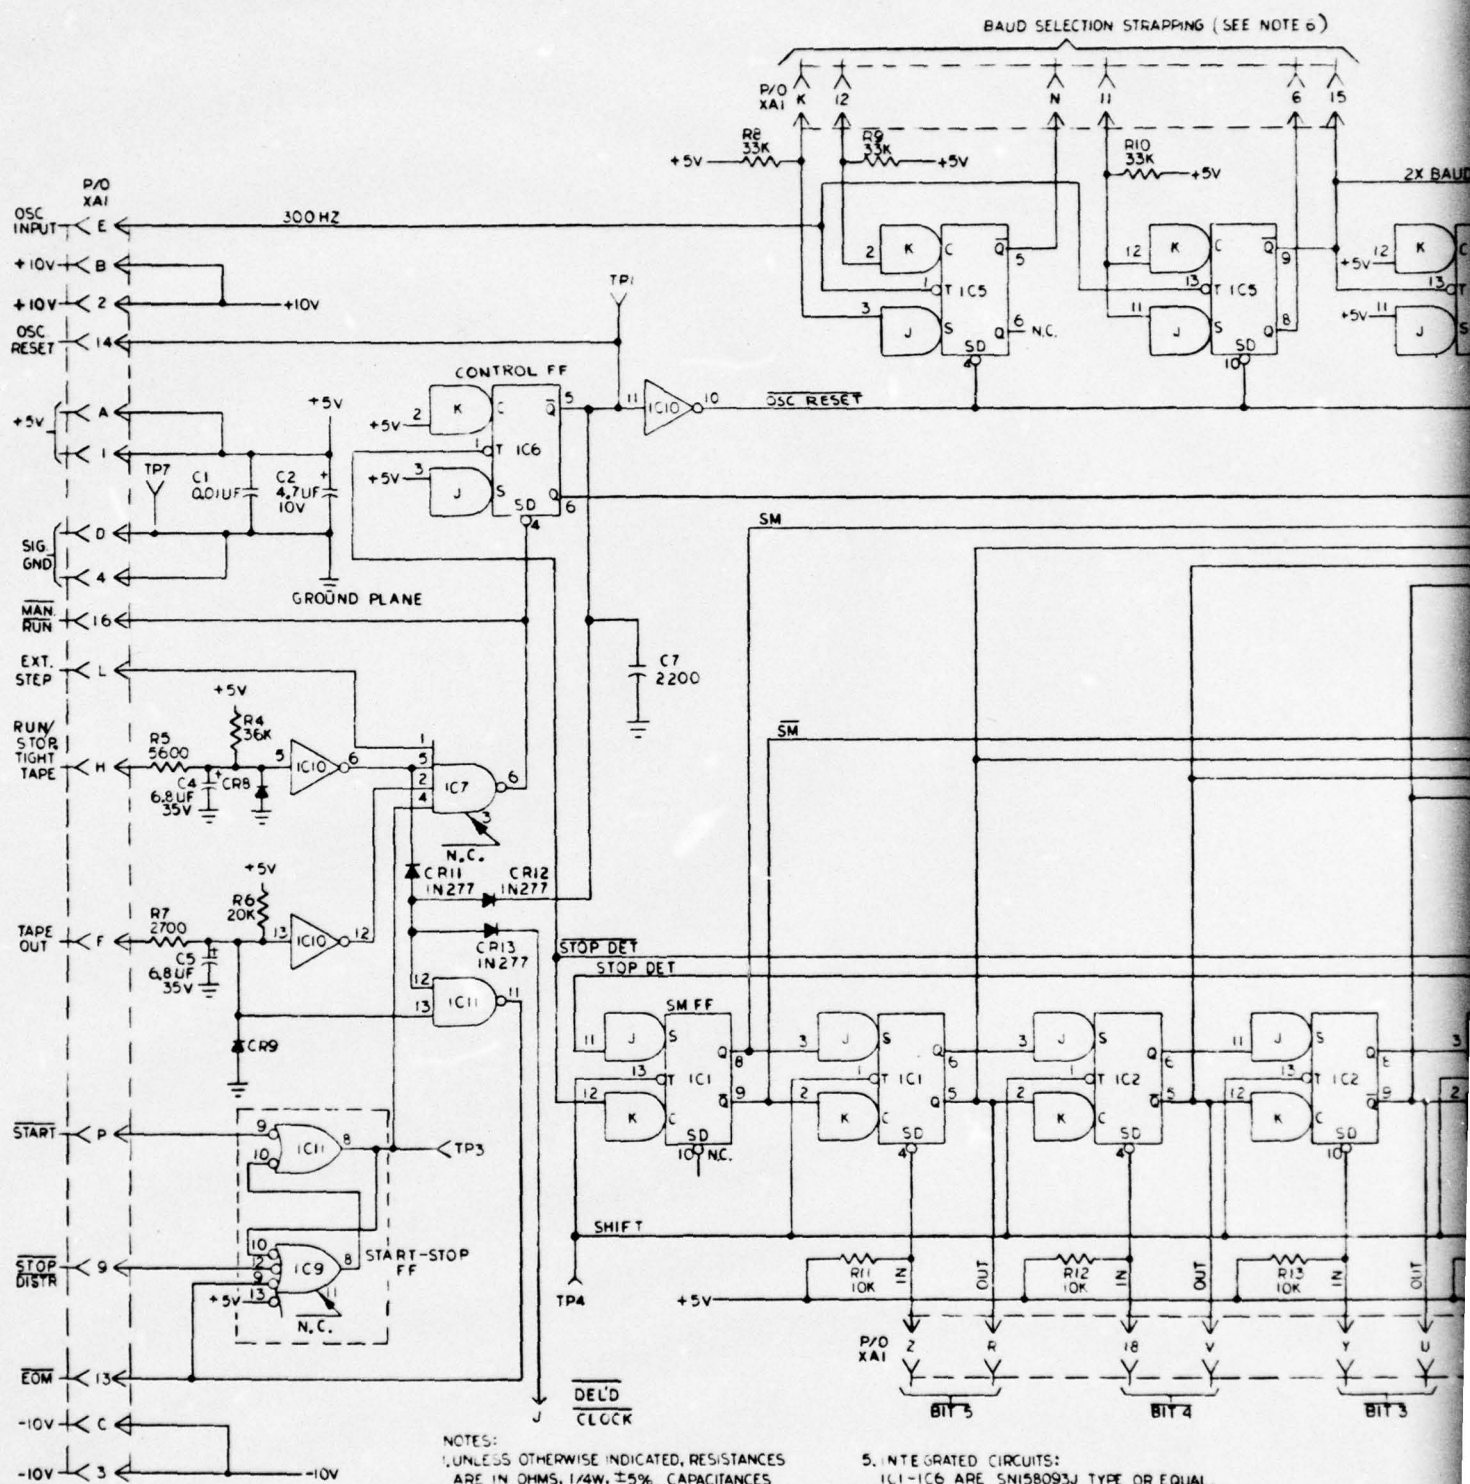 BAUD SELECTION STRAPPING (SEE NOTE 6)
P/O
XA1
K 12 N 11 6 15
R8
33K
R9
33K
R10
33K
+5V
+5V
+5V
2X BAUD
P/O
XA1
OSC
INPUT
E
300 HZ
+10V B
+10V 2
+10V
OSC
RESET
14
TP1
2 K C Q̅ 5
1 T IC5
3 J S Q 6 N.C.
SD
4
12 K C Q̅ 9
13 T IC5
11 J S Q 8
SD
10
+5V 12 K C
13 T
+5V 11 J S
CONTROL FF
+5V 2 K C Q̅ 5
1 T IC6
+5V 3 J S Q 6
SD
4
11 IC10 10
OSC RESET
+5V
A
1
+5V
TP7
C1
0.01UF
C2
4.7UF
10V
+
SIG.
GND
D
4
GROUND PLANE
MAN.
RUN
16
SM
EXT.
STEP
L
C7
2200
+5V
R4
36K
RUN/
STOP
TIGHT
TAPE
H
R5
5600
C4
6.8UF
35V
+
CR8
5 IC10 6
1
5
2
4
IC7 6
3
N.C.
SM
CR11
1N277
CR12
1N277
CR13
1N277
+5V
R6
20K
TAPE
OUT
F
R7
2700
C5
6.8UF
35V
+
13 IC10 12
12
13
IC11 11
CR9
STOP DET
STOP DET
SM FF
11 J S Q 8
13 T IC1
12 K C Q̅ 9
SD
10 N.C.
3 J S Q 6
1 T IC1
2 K C Q 5
SD
4
3 J S Q 6
1 T IC2
2 K C Q̅ 5
SD
4
11 J S Q 8
13 T IC2
12 K C Q̅ 9
SD
10
3
2
START
P
9
10
IC11 8
TP3
STOP
DISTR
9
10
12
9
+5V 13
IC9 8
11
N.C.
START-STOP
FF
SHIFT
TP4
+5V
R11
10K
IN
OUT
R12
10K
IN
OUT
R13
10K
IN
OUT
P/O
XA1
Z R 18 V Y U
BIT 5 BIT 4 BIT 3
EOM 13
J
DEL'D
CLOCK
-10V C
-10V 3
-10V
NOTES:
1. UNLESS OTHERWISE INDICATED, RESISTANCES
ARE IN OHMS, 1/4W, ±5%. CAPACITANCES
5. INTEGRATED CIRCUITS:
IC1-IC6 ARE SN158093J TYPE OR EQUAL.